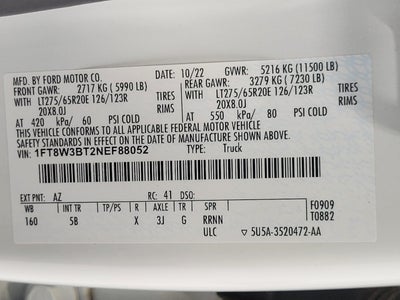 MFD. BY FORD MOTOR CO. 10/22 GVWR: 5216 KG (11500 LB)
FRONT GAWR: 2717 KG (5990 LB) REAR GAWR: 3279 KG (7230 LB)
LT275/65R20E 126/123R TIRES LT275/65R20E 126/123R TIRES
20X8.0J RIMS 20X8.0J RIMS
AT 420 kPa/ 60 PSI COLD AT 550 kPa/ 80 PSI COLD
THIS VEHICLE CONFORMS TO ALL APPLICABLE FEDERAL MOTOR VEHICLE
SAFETY STANDARDS IN EFFECT ON THE DATE OF MANUFACTURE SHOWN ABOVE.
VIN: 1FT8W3BT2NEF88052 TYPE: Truck
EXT PNT: AZ RC: 41 DSO:
WB INT TR TP/PS R AXLE TR SPR F0909
160 5B X 3J G RRNN T0882
ULC ▽ 5U5A-3520472-AA